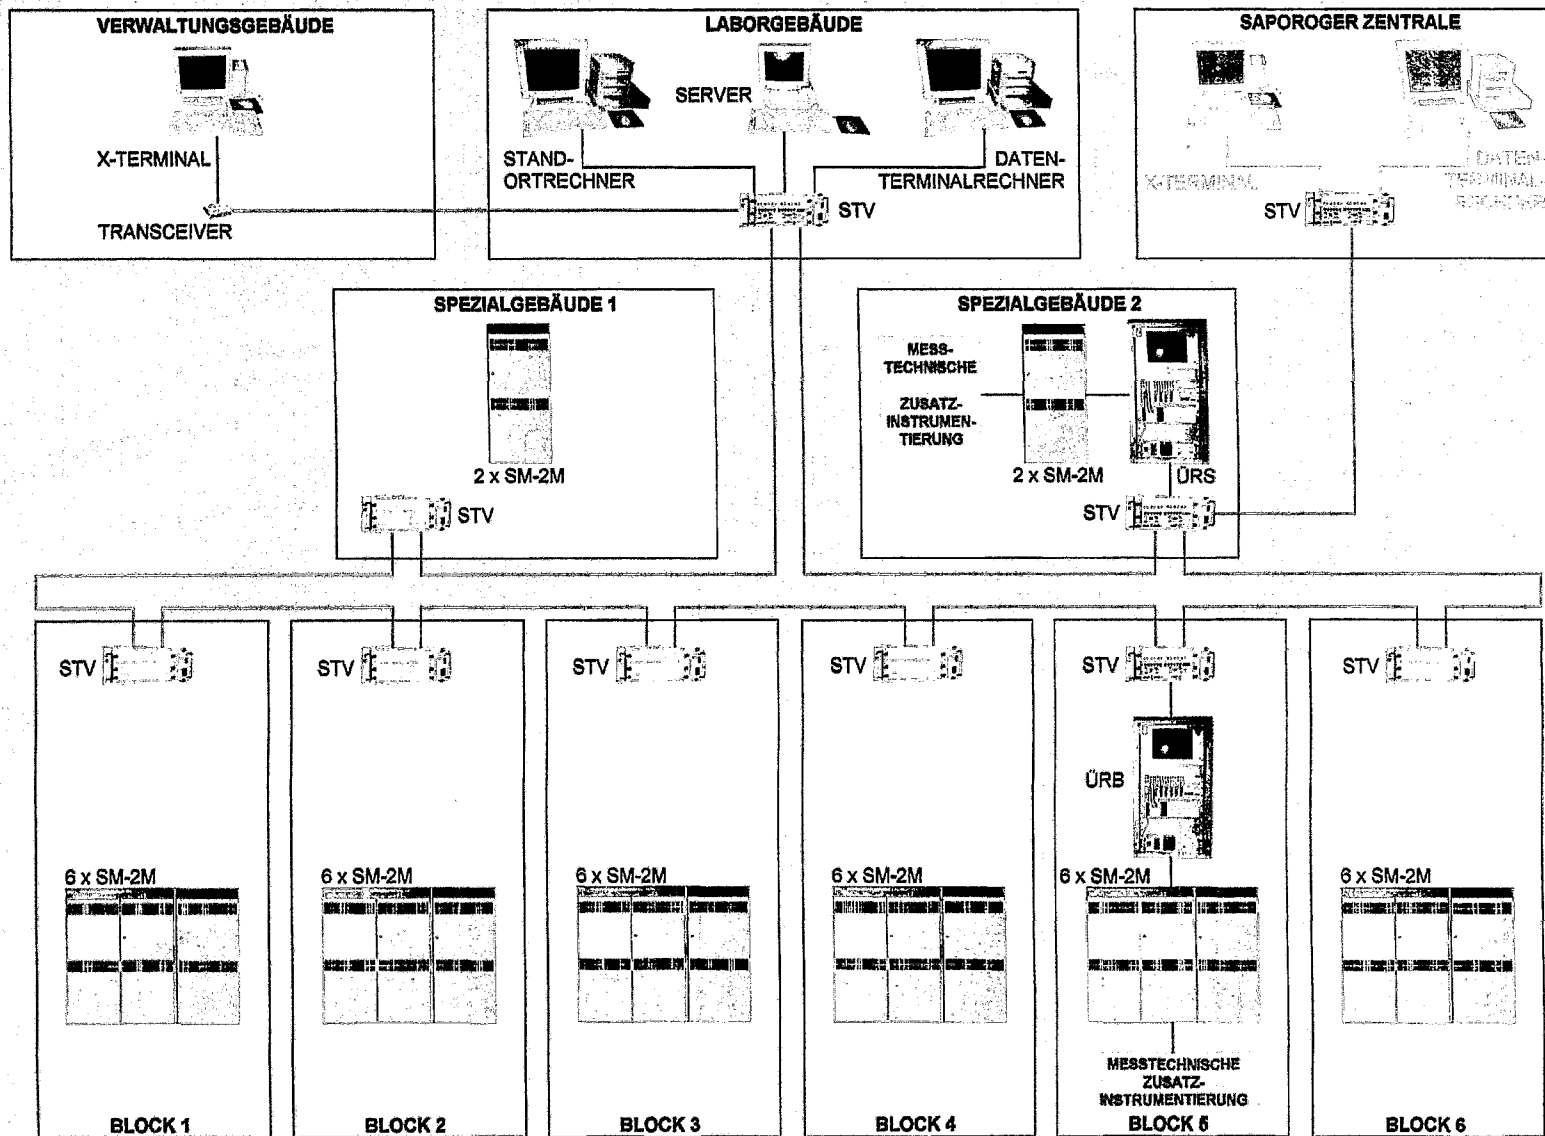 VERWALTUNGSGEBÄUDE
X-TERMINAL
TRANSCEIVER
LABORGEBÄUDE
SERVER
STAND-
ORTRECHNER
DATEN-
TERMINALRECHNER
STV
SAPOROGER ZENTRALE
X-TERMINAL
DATEN-
TERMINAL-
RECHNER
STV
SPEZIALGEBÄUDE 1
2 x SM-2M
STV
SPEZIALGEBÄUDE 2
MESS-
TECHNISCHE
ZUSATZ-
INSTRUMEN-
TIERUNG
2 x SM-2M
ÜRS
STV
STV
6 x SM-2M
BLOCK 1
STV
6 x SM-2M
BLOCK 2
STV
6 x SM-2M
BLOCK 3
STV
6 x SM-2M
BLOCK 4
STV
ÜRB
6 x SM-2M
MESSTECHNISCHE
ZUSATZ-
INSTRUMENTIERUNG
BLOCK 5
STV
6 x SM-2M
BLOCK 6